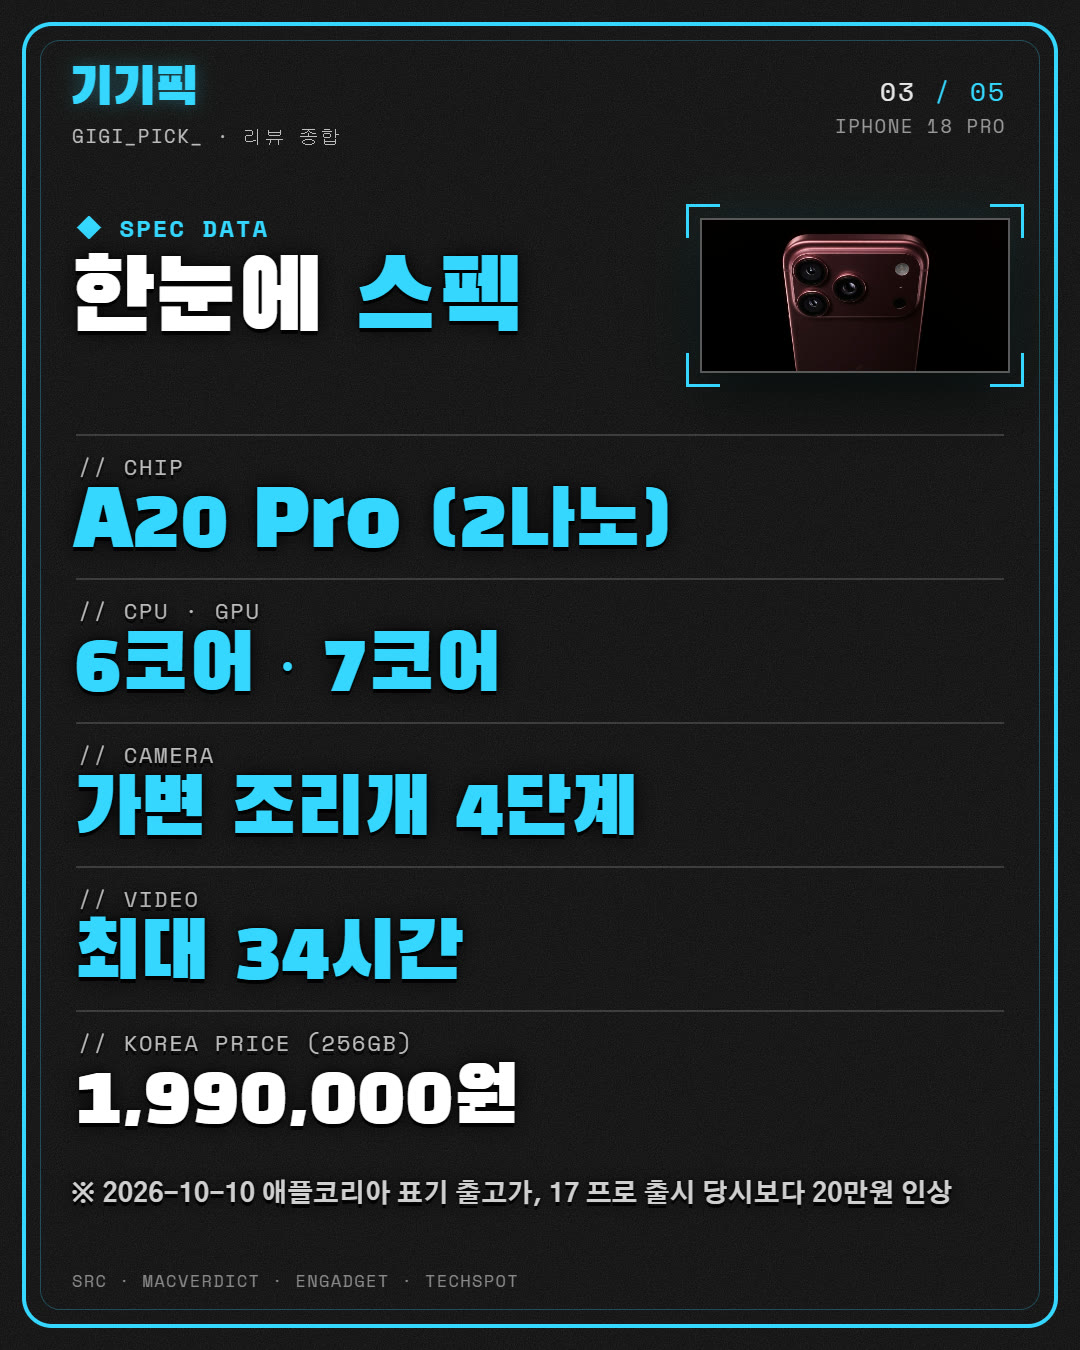 기기픽
GIGI_PICK_ · 리뷰 종합
03 / 05
IPHONE 18 PRO
◆ SPEC DATA
한눈에 스펙
// CHIP
A20 Pro (2나노)
// CPU · GPU
6코어 · 7코어
// CAMERA
가변 조리개 4단계
// VIDEO
최대 34시간
// KOREA PRICE (256GB)
1,990,000원
※ 2026-10-10 애플코리아 표기 출고가, 17 프로 출시 당시보다 20만원 인상
SRC · MACVERDICT · ENGADGET · TECHSPOT